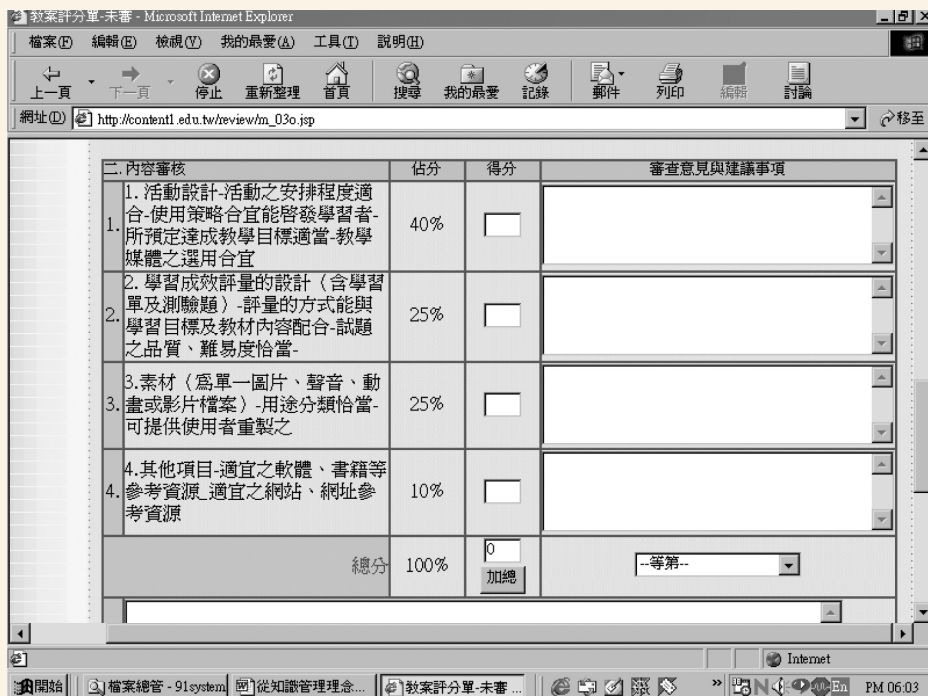 教案評分單-未審 - Microsoft Internet Explorer
檔案(F) 編輯(E) 檢視(V) 我的最愛(A) 工具(T) 說明(H)
上一頁 下一頁 停止 重新整理 首頁 搜尋 我的最愛 記錄 郵件 列印 編輯 討論
網址(D) http://content1.edu.tw/review/m_03o.jsp 移至
二. 內容審核 佔分 得分 審查意見與建議事項
1. 1. 活動設計-活動之安排程度適
合-使用策略合宜能啓發學習者-
所預定達成教學目標適當-教學
媒體之選用合宜
40%
2. 2. 學習成效評量的設計（含學習
單及測驗題）-評量的方式能與
學習目標及教材內容配合-試題
之品質、難易度恰當-
25%
3. 3.素材（爲單一圖片、聲音、動
畫或影片檔案）-用途分類恰當-
可提供使用者重製之
25%
4. 4.其他項目-適宜之軟體、書籍等
參考資源_適宜之網站、網址參
考資源
10%
總分 100% 0 --等第--
加總
Internet
開始 檔案總管 - 91system 從知識管理理念... 教案評分單-未審 ... » En PM 06:03